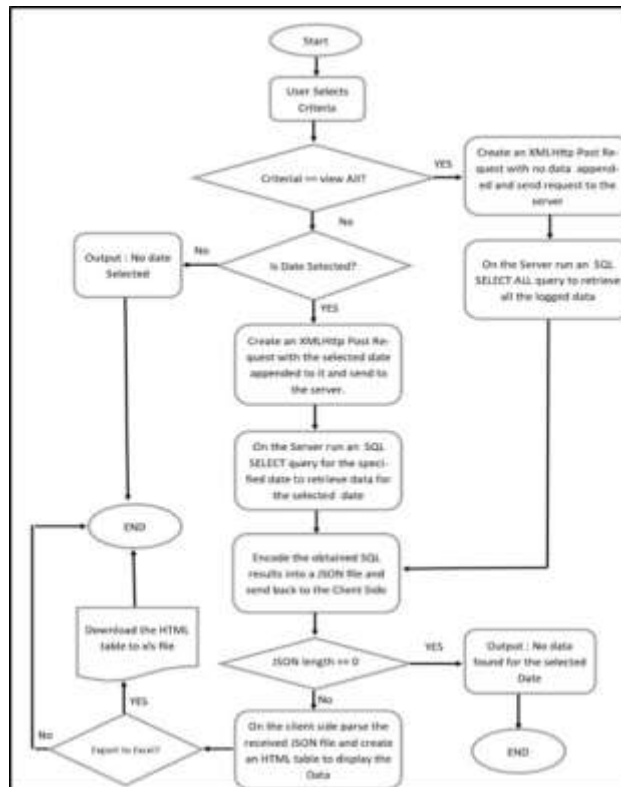 Start
User Selects
Criteria
Criterial == view All?
YES
Create an XMLHttp Post Re-
quest with no data append-
ed and send request to the
server
No
Output : No date
Selected
No
Is Date Selected?
On the Server run an SQL
SELECT ALL query to retrieve
all the logged data
YES
Create an XMLHttp Post Re-
quest with the selected date
appended to it and send to
the server.
On the Server run an SQL
SELECT query for the speci-
fied date to retrieve data for
the selected date
END
Encode the obtained SQL
results into a JSON file and
send back to the Client Side
Download the HTML
table to xls file
JSON length == 0
YES
Output : No data
found for the selected
Date
YES
No
No
Export to Excel?
On the client side parse the
received JSON file and create
an HTML table to display the
Data
END